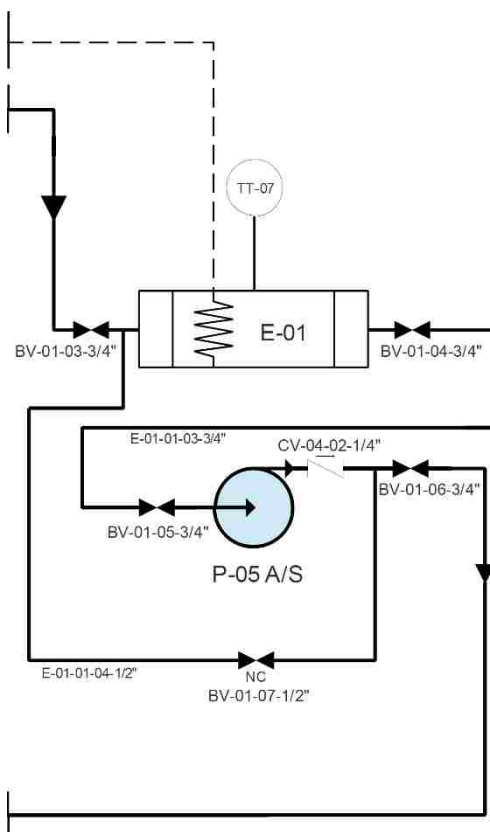 TT-07
E-01
BV-01-03-3/4"
BV-01-04-3/4"
E-01-01-03-3/4"
CV-04-02-1/4"
BV-01-06-3/4"
BV-01-05-3/4"
P-05 A/S
E-01-01-04-1/2"
NC
BV-01-07-1/2"